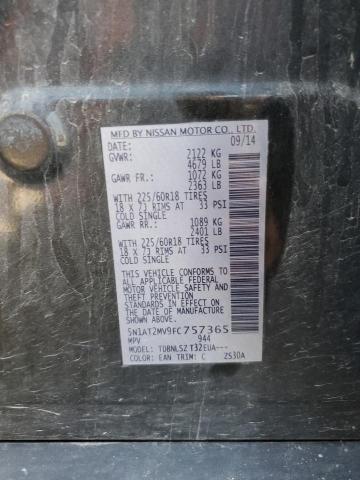 MFD BY NISSAN MOTOR CO., LTD.
DATE: 09/14
GVWR: 2122 KG
4679 LB
GAWR FR.: 1072 KG
2363 LB
WITH 225/60R18 TIRES
18 X 7J RIMS AT 33 PSI
COLD SINGLE
GAWR RR.: 1089 KG
2401 LB
WITH 225/60R18 TIRES
18 X 7J RIMS AT 33 PSI
COLD SINGLE
THIS VEHICLE CONFORMS
TO ALL APPLICABLE FEDERAL
MOTOR VEHICLE SAFETY
AND THEFT PREVENTION
STANDARDS IN EFFECT ON
THE DATE OF MANUFACTURE
SHOWN ABOVE.
5N1AT2MV9FC757365
MPV 944
MODEL: TDBNLSZ T32EUA---
COLOR: EAN TRIM: C 2S30A